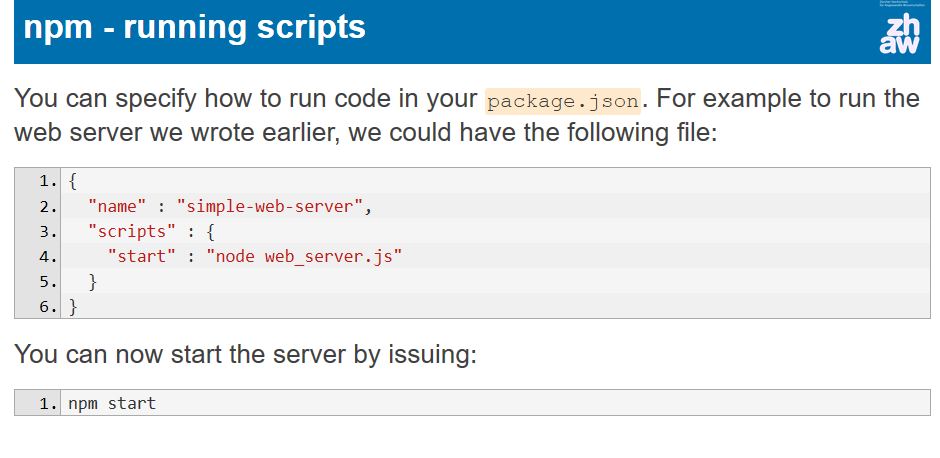 npm - running scripts
zh
aw
You can specify how to run code in your package.json. For example to run the
web server we wrote earlier, we could have the following file:
1. {
2.   "name" : "simple-web-server",
3.   "scripts" : {
4.     "start" : "node web_server.js"
5.   }
6. }
You can now start the server by issuing:
1. npm start